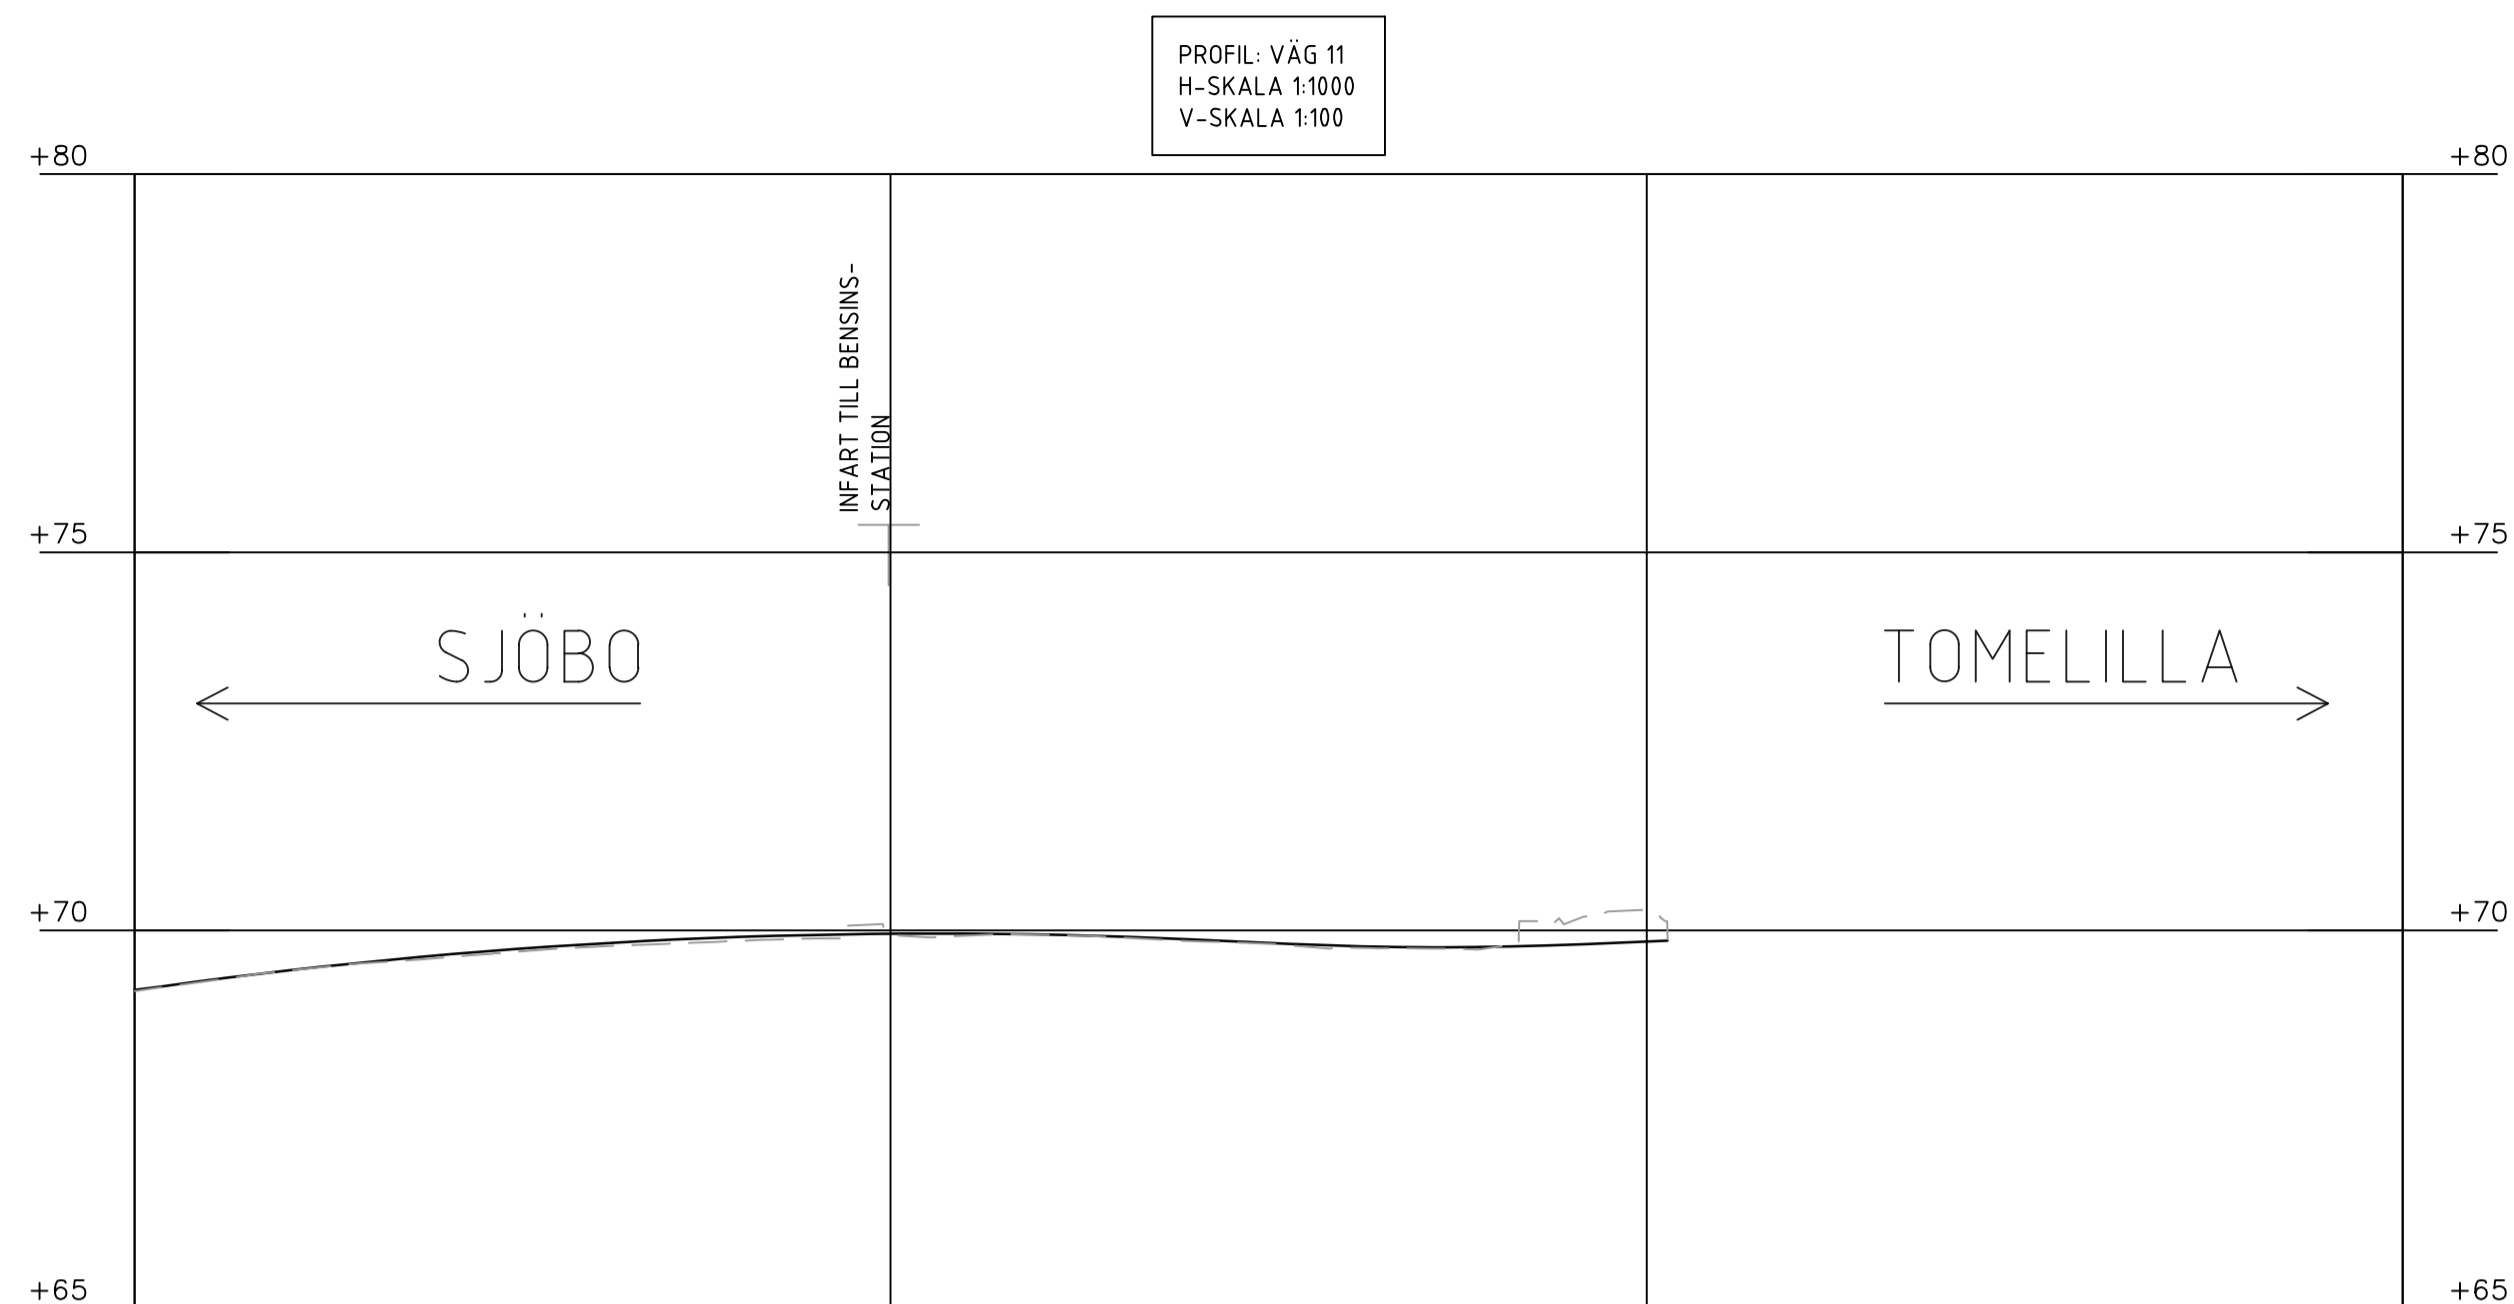 PROFIL: VÄG 11
H-SKALA 1:1000
V-SKALA 1:100
+80
+80
INFART TILL BENSINS-
STATION
+75
+75
SJÖBO
TOMELILLA
+70
+70
+65
+65